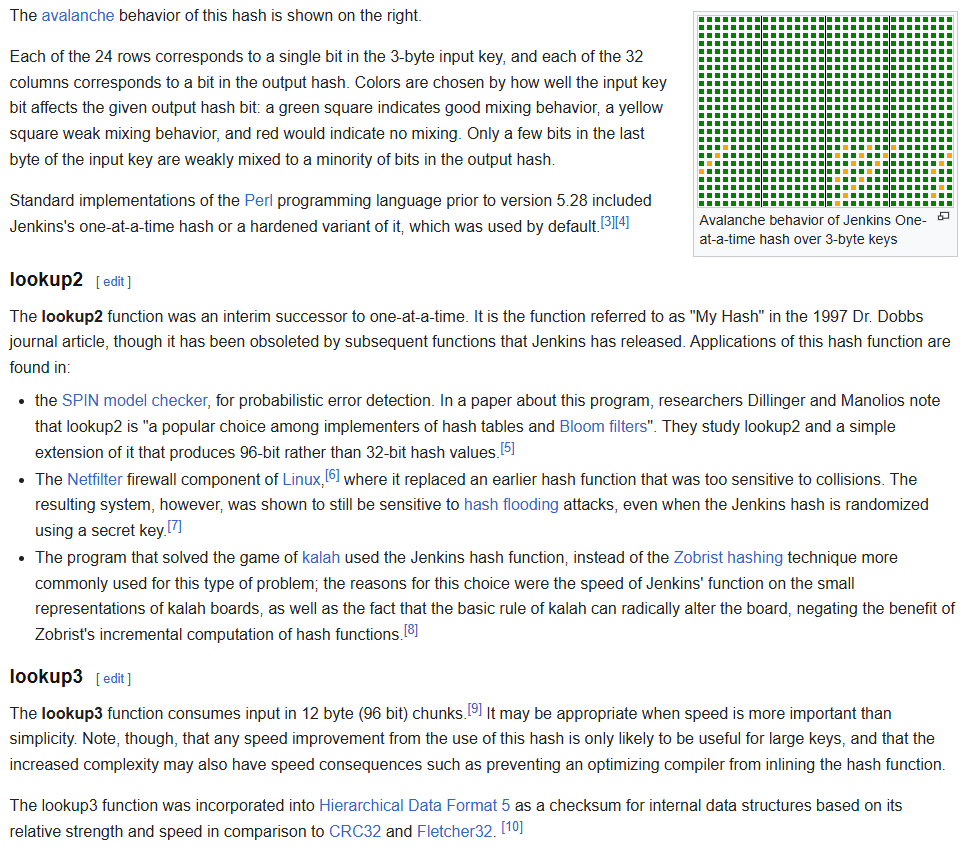 The avalanche behavior of this hash is shown on the right.
Each of the 24 rows corresponds to a single bit in the 3-byte input key, and each of the 32
columns corresponds to a bit in the output hash. Colors are chosen by how well the input key
bit affects the given output hash bit: a green square indicates good mixing behavior, a yellow
square weak mixing behavior, and red would indicate no mixing. Only a few bits in the last
byte of the input key are weakly mixed to a minority of bits in the output hash.
Standard implementations of the Perl programming language prior to version 5.28 included
Jenkins's one-at-a-time hash or a hardened variant of it, which was used by default.[3][4]
Avalanche behavior of Jenkins One-
at-a-time hash over 3-byte keys
lookup2 [ edit ]
The lookup2 function was an interim successor to one-at-a-time. It is the function referred to as "My Hash" in the 1997 Dr. Dobbs
journal article, though it has been obsoleted by subsequent functions that Jenkins has released. Applications of this hash function are
found in:
• the SPIN model checker, for probabilistic error detection. In a paper about this program, researchers Dillinger and Manolios note
that lookup2 is "a popular choice among implementers of hash tables and Bloom filters". They study lookup2 and a simple
extension of it that produces 96-bit rather than 32-bit hash values.[5]
• The Netfilter firewall component of Linux,[6] where it replaced an earlier hash function that was too sensitive to collisions. The
resulting system, however, was shown to still be sensitive to hash flooding attacks, even when the Jenkins hash is randomized
using a secret key.[7]
• The program that solved the game of kalah used the Jenkins hash function, instead of the Zobrist hashing technique more
commonly used for this type of problem; the reasons for this choice were the speed of Jenkins' function on the small
representations of kalah boards, as well as the fact that the basic rule of kalah can radically alter the board, negating the benefit of
Zobrist's incremental computation of hash functions.[8]
lookup3 [ edit ]
The lookup3 function consumes input in 12 byte (96 bit) chunks.[9] It may be appropriate when speed is more important than
simplicity. Note, though, that any speed improvement from the use of this hash is only likely to be useful for large keys, and that the
increased complexity may also have speed consequences such as preventing an optimizing compiler from inlining the hash function.
The lookup3 function was incorporated into Hierarchical Data Format 5 as a checksum for internal data structures based on its
relative strength and speed in comparison to CRC32 and Fletcher32. [10]